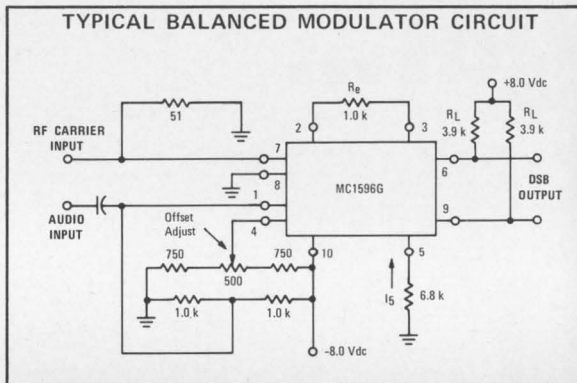 TYPICAL BALANCED MODULATOR CIRCUIT
+8.0 Vdc
Re
1.0 k
51
RL
3.9 k
RL
3.9 k
RF CARRIER
INPUT
2
3
7
6
8
MC1596G
DSB
OUTPUT
1
9
AUDIO
INPUT
Offset
Adjust
4
10
5
750
500
750
I5
6.8 k
1.0 k
1.0 k
-8.0 Vdc